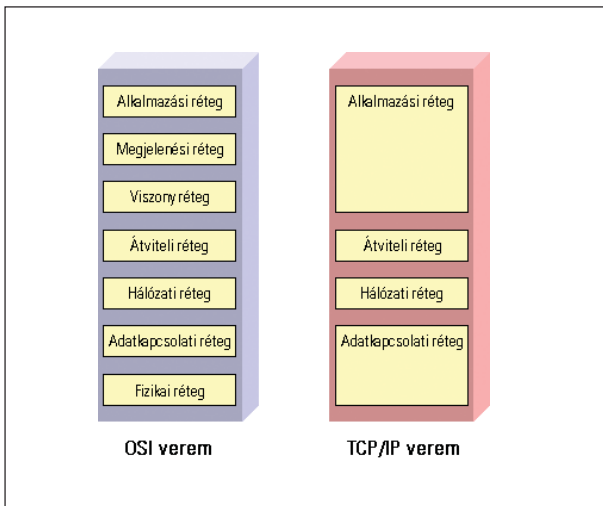 Alkalmazási réteg
Megjelenési réteg
Viszony réteg
Átviteli réteg
Hálózati réteg
Adatkapcsolati réteg
Fizikai réteg
OSI verem
Alkalmazási réteg
Átviteli réteg
Hálózati réteg
Adatkapcsolati réteg
TCP/IP verem